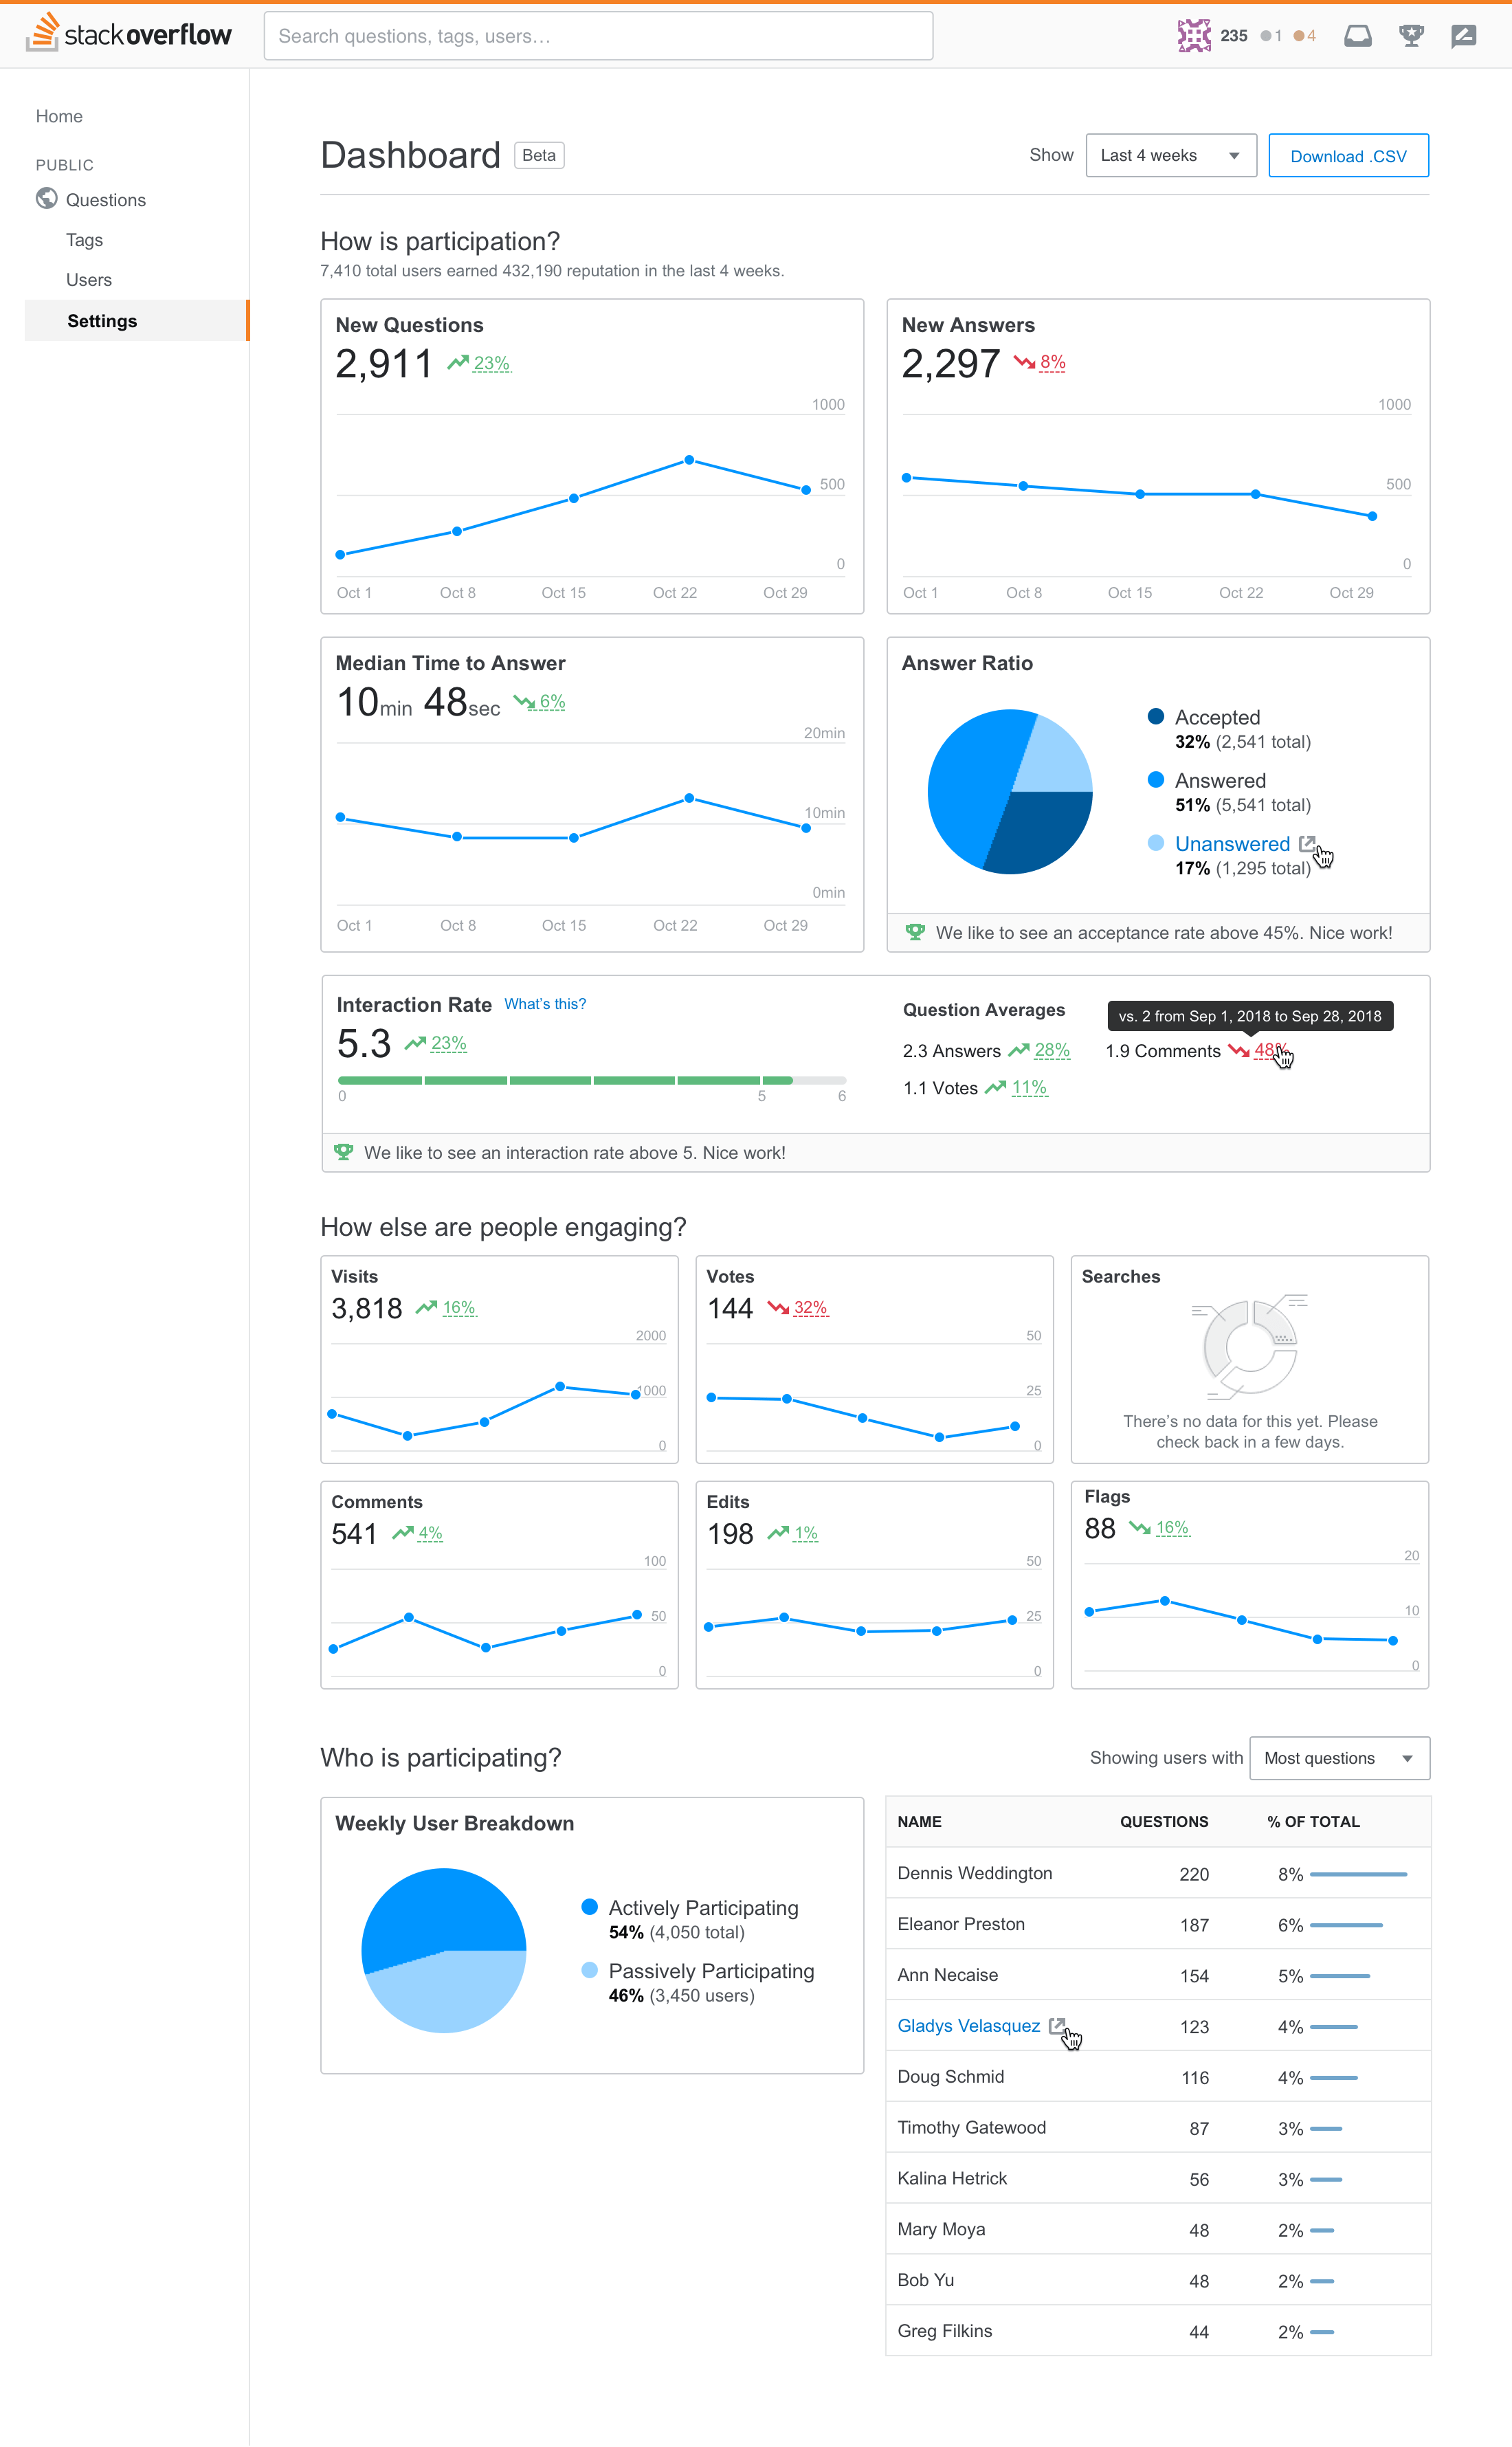 stackoverflow
Search questions, tags, users…
235 1 4
Home
PUBLIC
Questions
Tags
Users
Settings
Dashboard Beta
Show Last 4 weeks Download .CSV
How is participation?
7,410 total users earned 432,190 reputation in the last 4 weeks.
New Questions
2,911 23%
1000
500
0
Oct 1 Oct 8 Oct 15 Oct 22 Oct 29
New Answers
2,297 8%
1000
500
0
Oct 1 Oct 8 Oct 15 Oct 22 Oct 29
Median Time to Answer
10min 48sec 6%
20min
10min
0min
Oct 1 Oct 8 Oct 15 Oct 22 Oct 29
Answer Ratio
Accepted
32% (2,541 total)
Answered
51% (5,541 total)
Unanswered
17% (1,295 total)
We like to see an acceptance rate above 45%. Nice work!
Interaction Rate What's this?
5.3 23%
0 5 6
Question Averages
vs. 2 from Sep 1, 2018 to Sep 28, 2018
2.3 Answers 28% 1.9 Comments 48%
1.1 Votes 11%
We like to see an interaction rate above 5. Nice work!
How else are people engaging?
Visits
3,818 16%
2000
1000
0
Votes
144 32%
50
25
0
Searches
There's no data for this yet. Please
check back in a few days.
Comments
541 4%
100
50
0
Edits
198 1%
50
25
0
Flags
88 16%
20
10
0
Who is participating?
Showing users with Most questions
Weekly User Breakdown
Actively Participating
54% (4,050 total)
Passively Participating
46% (3,450 users)
NAME QUESTIONS % OF TOTAL
Dennis Weddington 220 8%
Eleanor Preston 187 6%
Ann Necaise 154 5%
Gladys Velasquez 123 4%
Doug Schmid 116 4%
Timothy Gatewood 87 3%
Kalina Hetrick 56 3%
Mary Moya 48 2%
Bob Yu 48 2%
Greg Filkins 44 2%